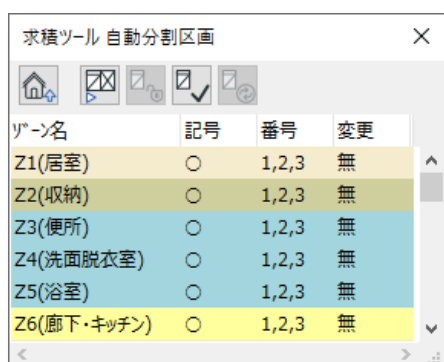 求積ツール 自動分割区画
ｿﾞｰﾝ名 記号 番号 変更
Z1(居室) ○ 1,2,3 無
Z2(収納) ○ 1,2,3 無
Z3(便所) ○ 1,2,3 無
Z4(洗面脱衣室) ○ 1,2,3 無
Z5(浴室) ○ 1,2,3 無
Z6(廊下・キッチン) ○ 1,2,3 無